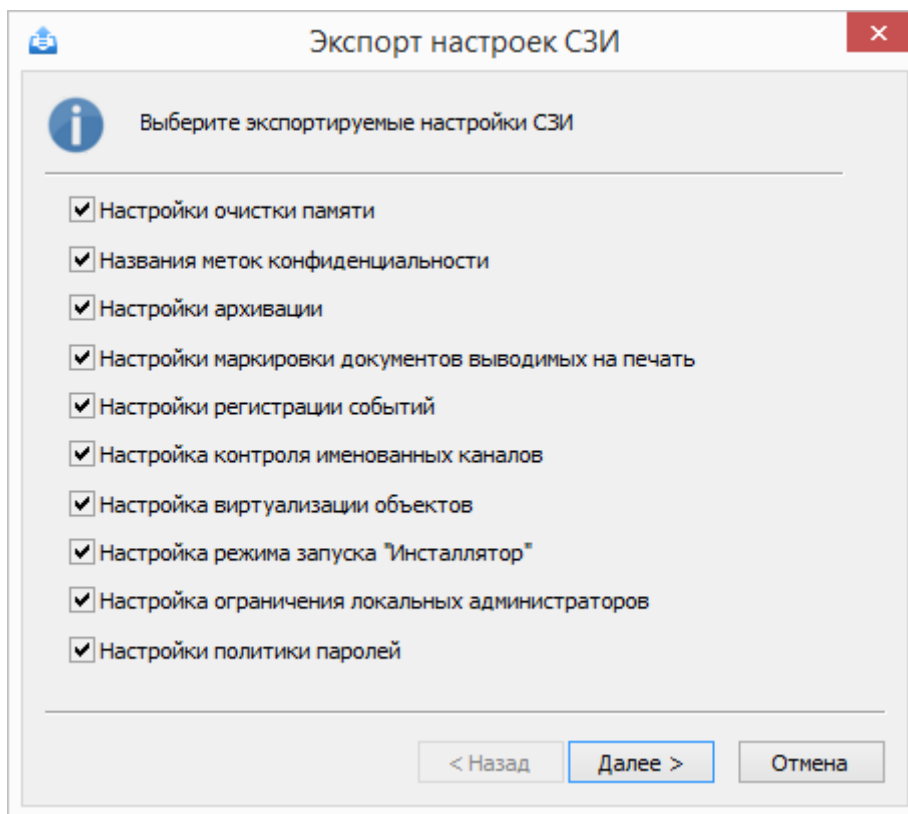 Экспорт настроек СЗИ
Выберите экспортируемые настройки СЗИ
Настройки очистки памяти
Названия меток конфиденциальности
Настройки архивации
Настройки маркировки документов выводимых на печать
Настройки регистрации событий
Настройка контроля именованных каналов
Настройка виртуализации объектов
Настройка режима запуска "Инсталлятор"
Настройка ограничения локальных администраторов
Настройки политики паролей
< Назад Далее > Отмена